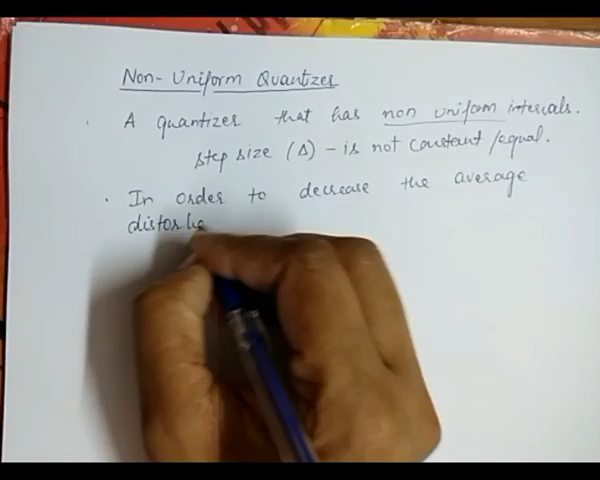 Non-Uniform Quantizer
A quantizer that has non uniform intervals.
step size (Δ) - is not constant/equal.
In order to decrease the average